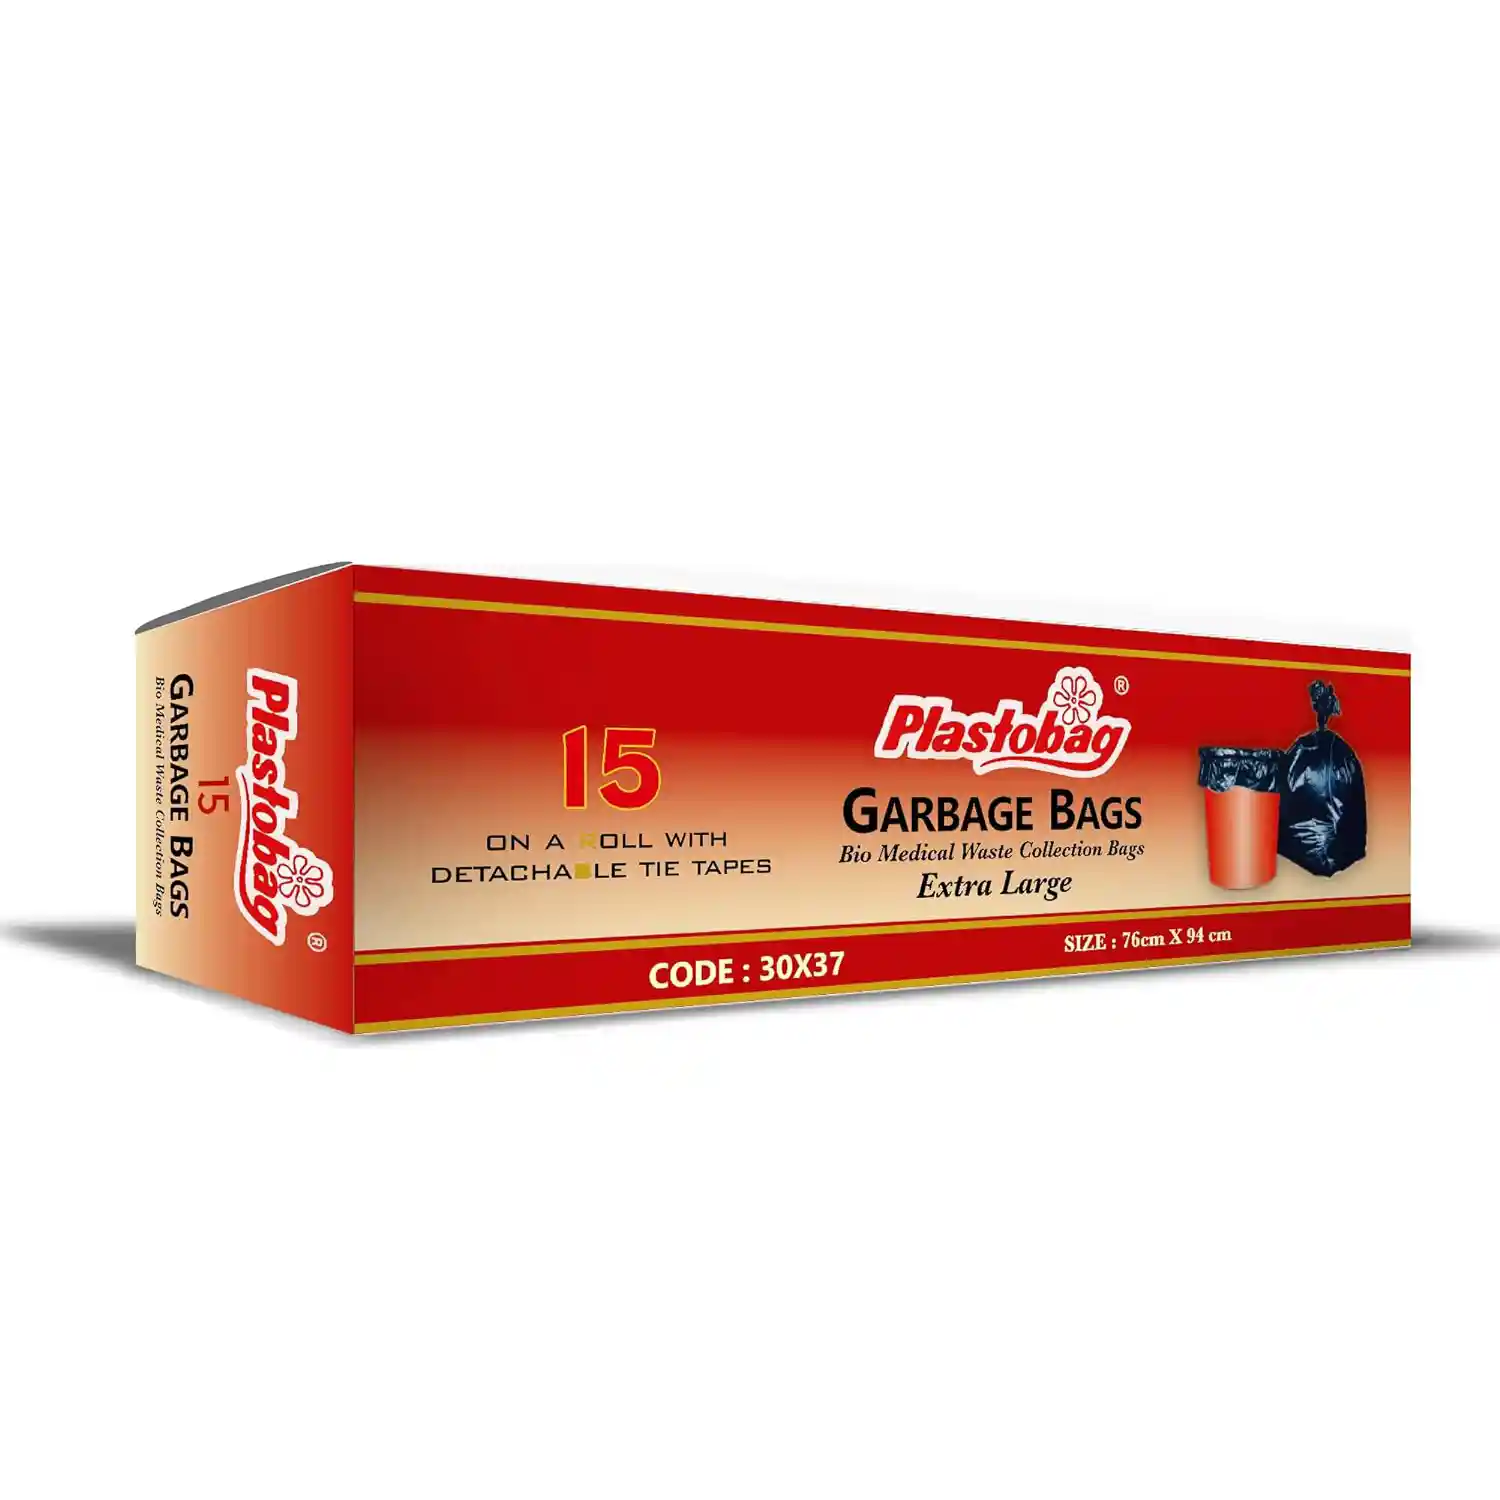 Plastobag ®
GARBAGE BAGS
Bio Medical Waste Collection Bags
15
15
ON A ROLL WITH
DETACHABLE TIE TAPES
Plastobag ®
GARBAGE BAGS
Bio Medical Waste Collection Bags
Extra Large
CODE : 30X37
SIZE : 76cm X 94 cm